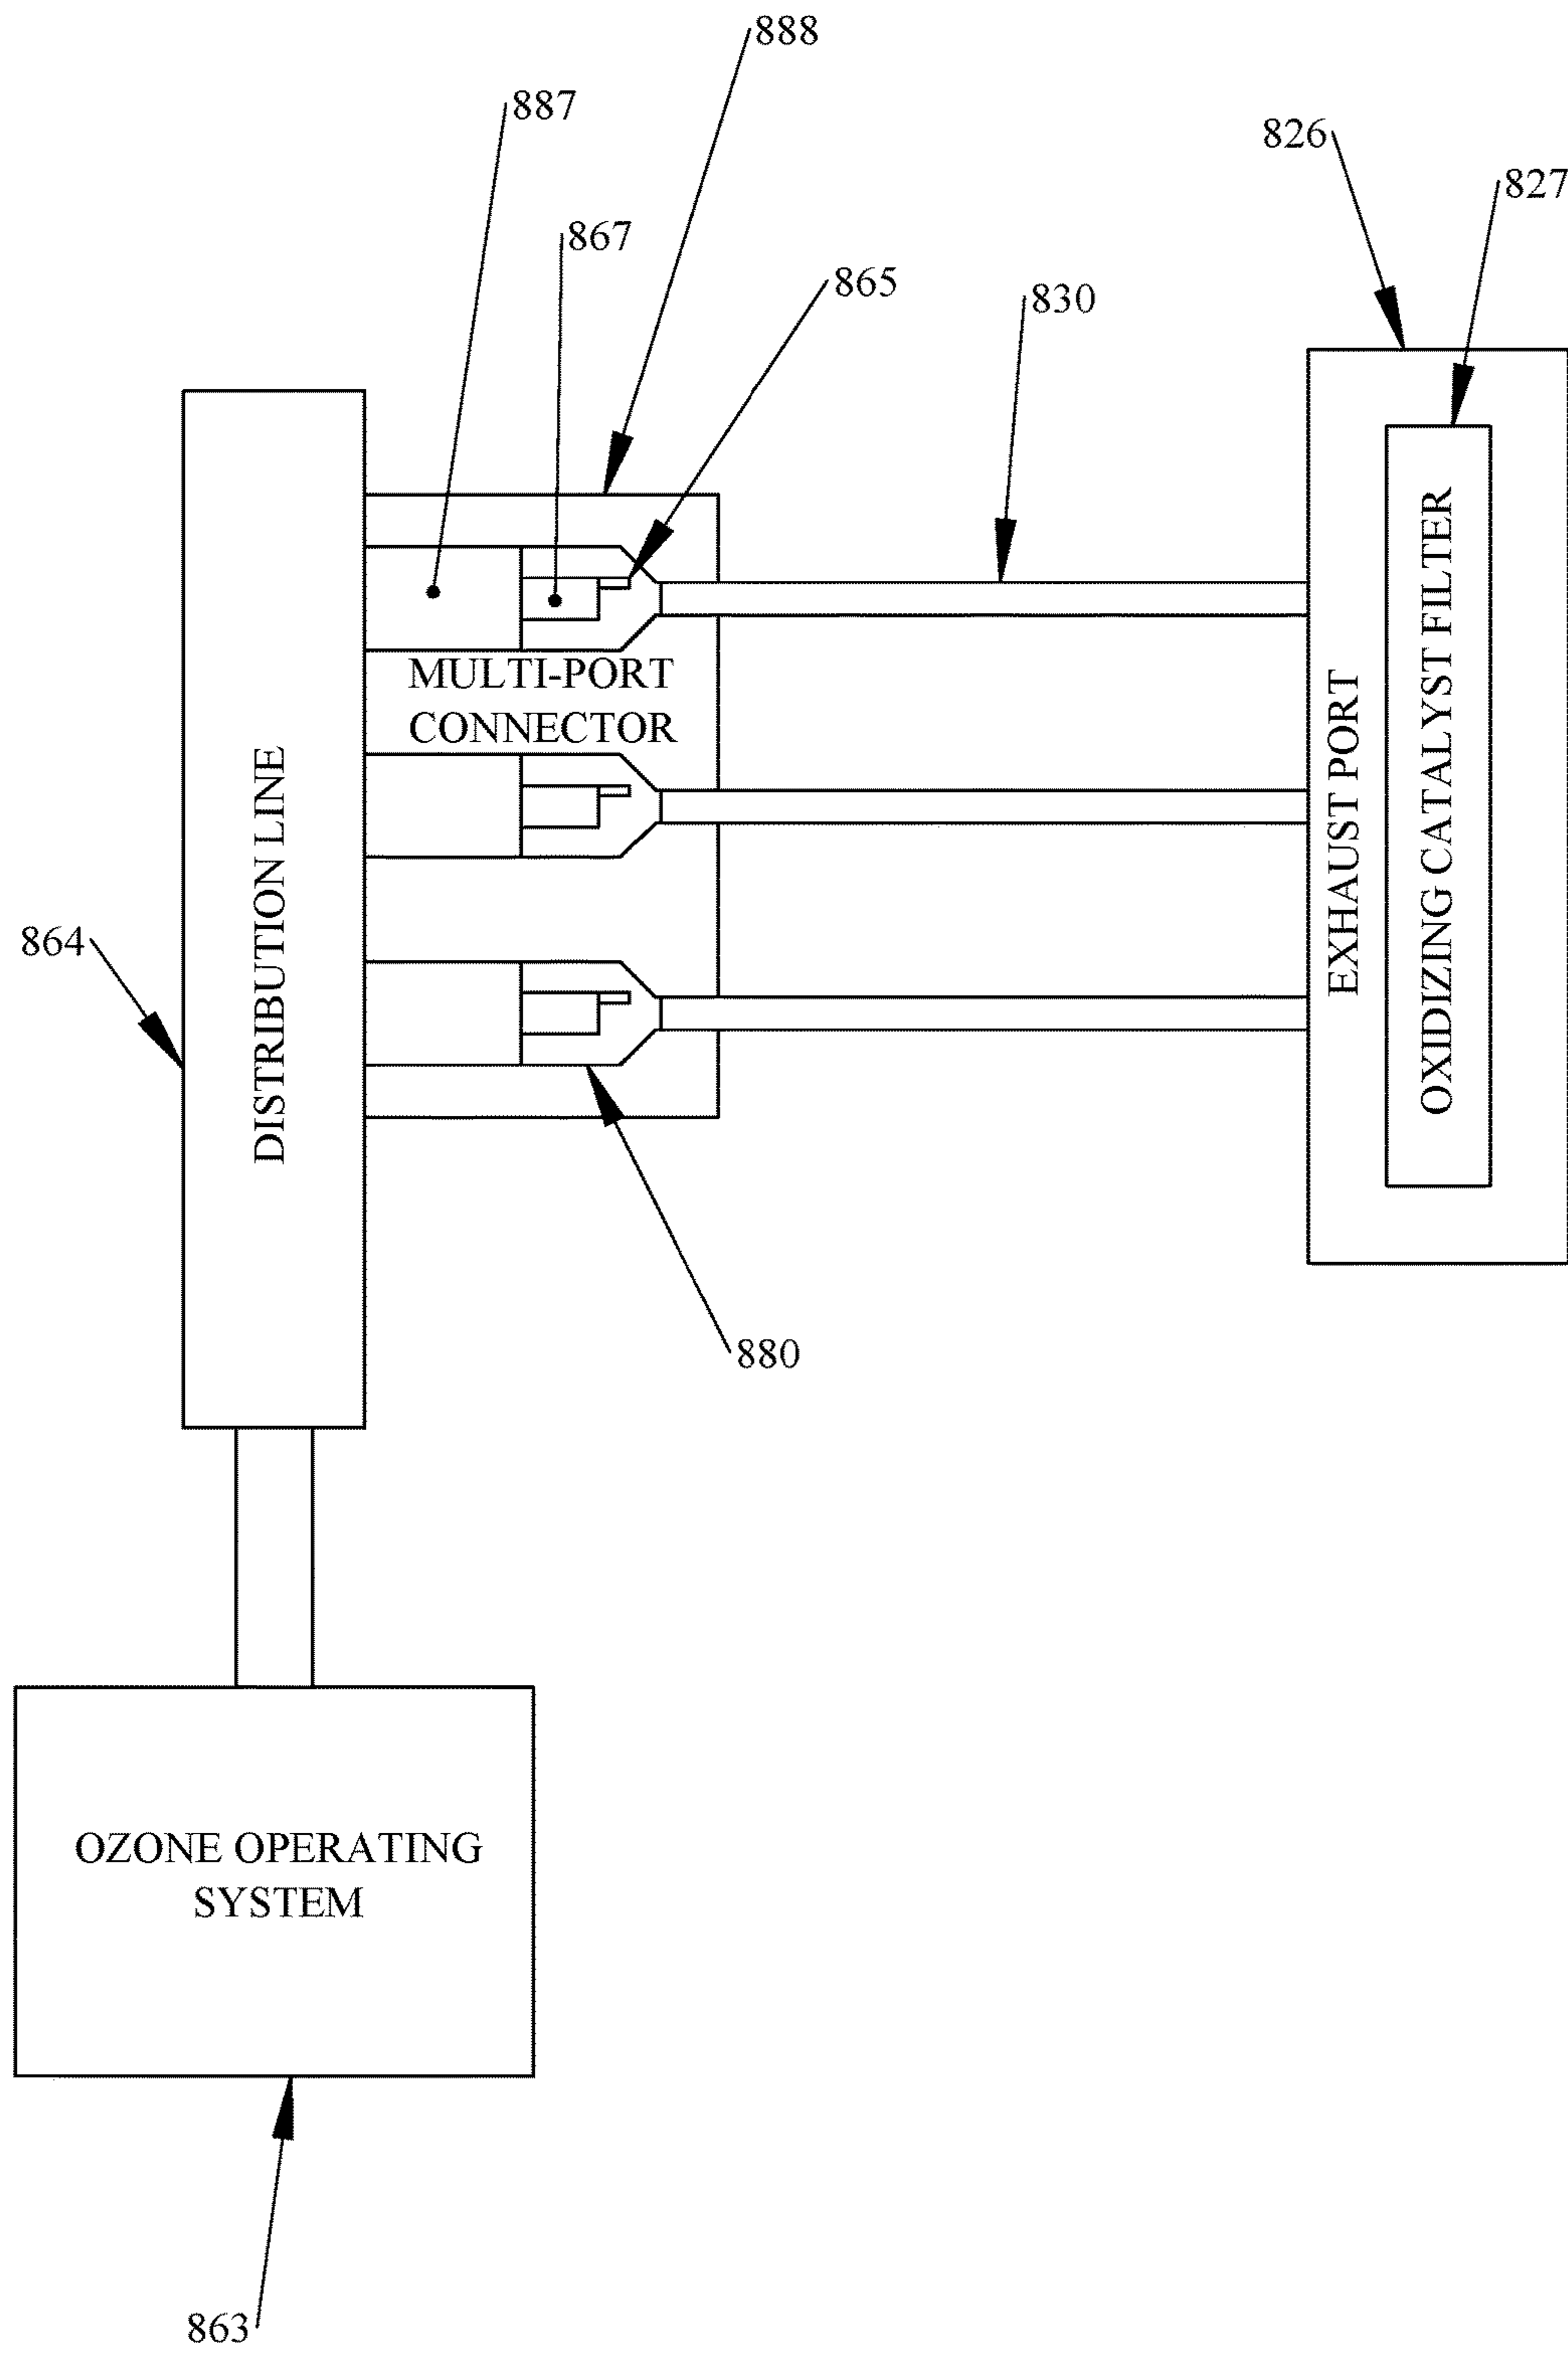 888
887
826
827
867
865
830
MULTI-PORT
CONNECTOR
DISTRIBUTION LINE
EXHAUST PORT
OXIDIZING CATALYST FILTER
864
880
OZONE OPERATING
SYSTEM
863